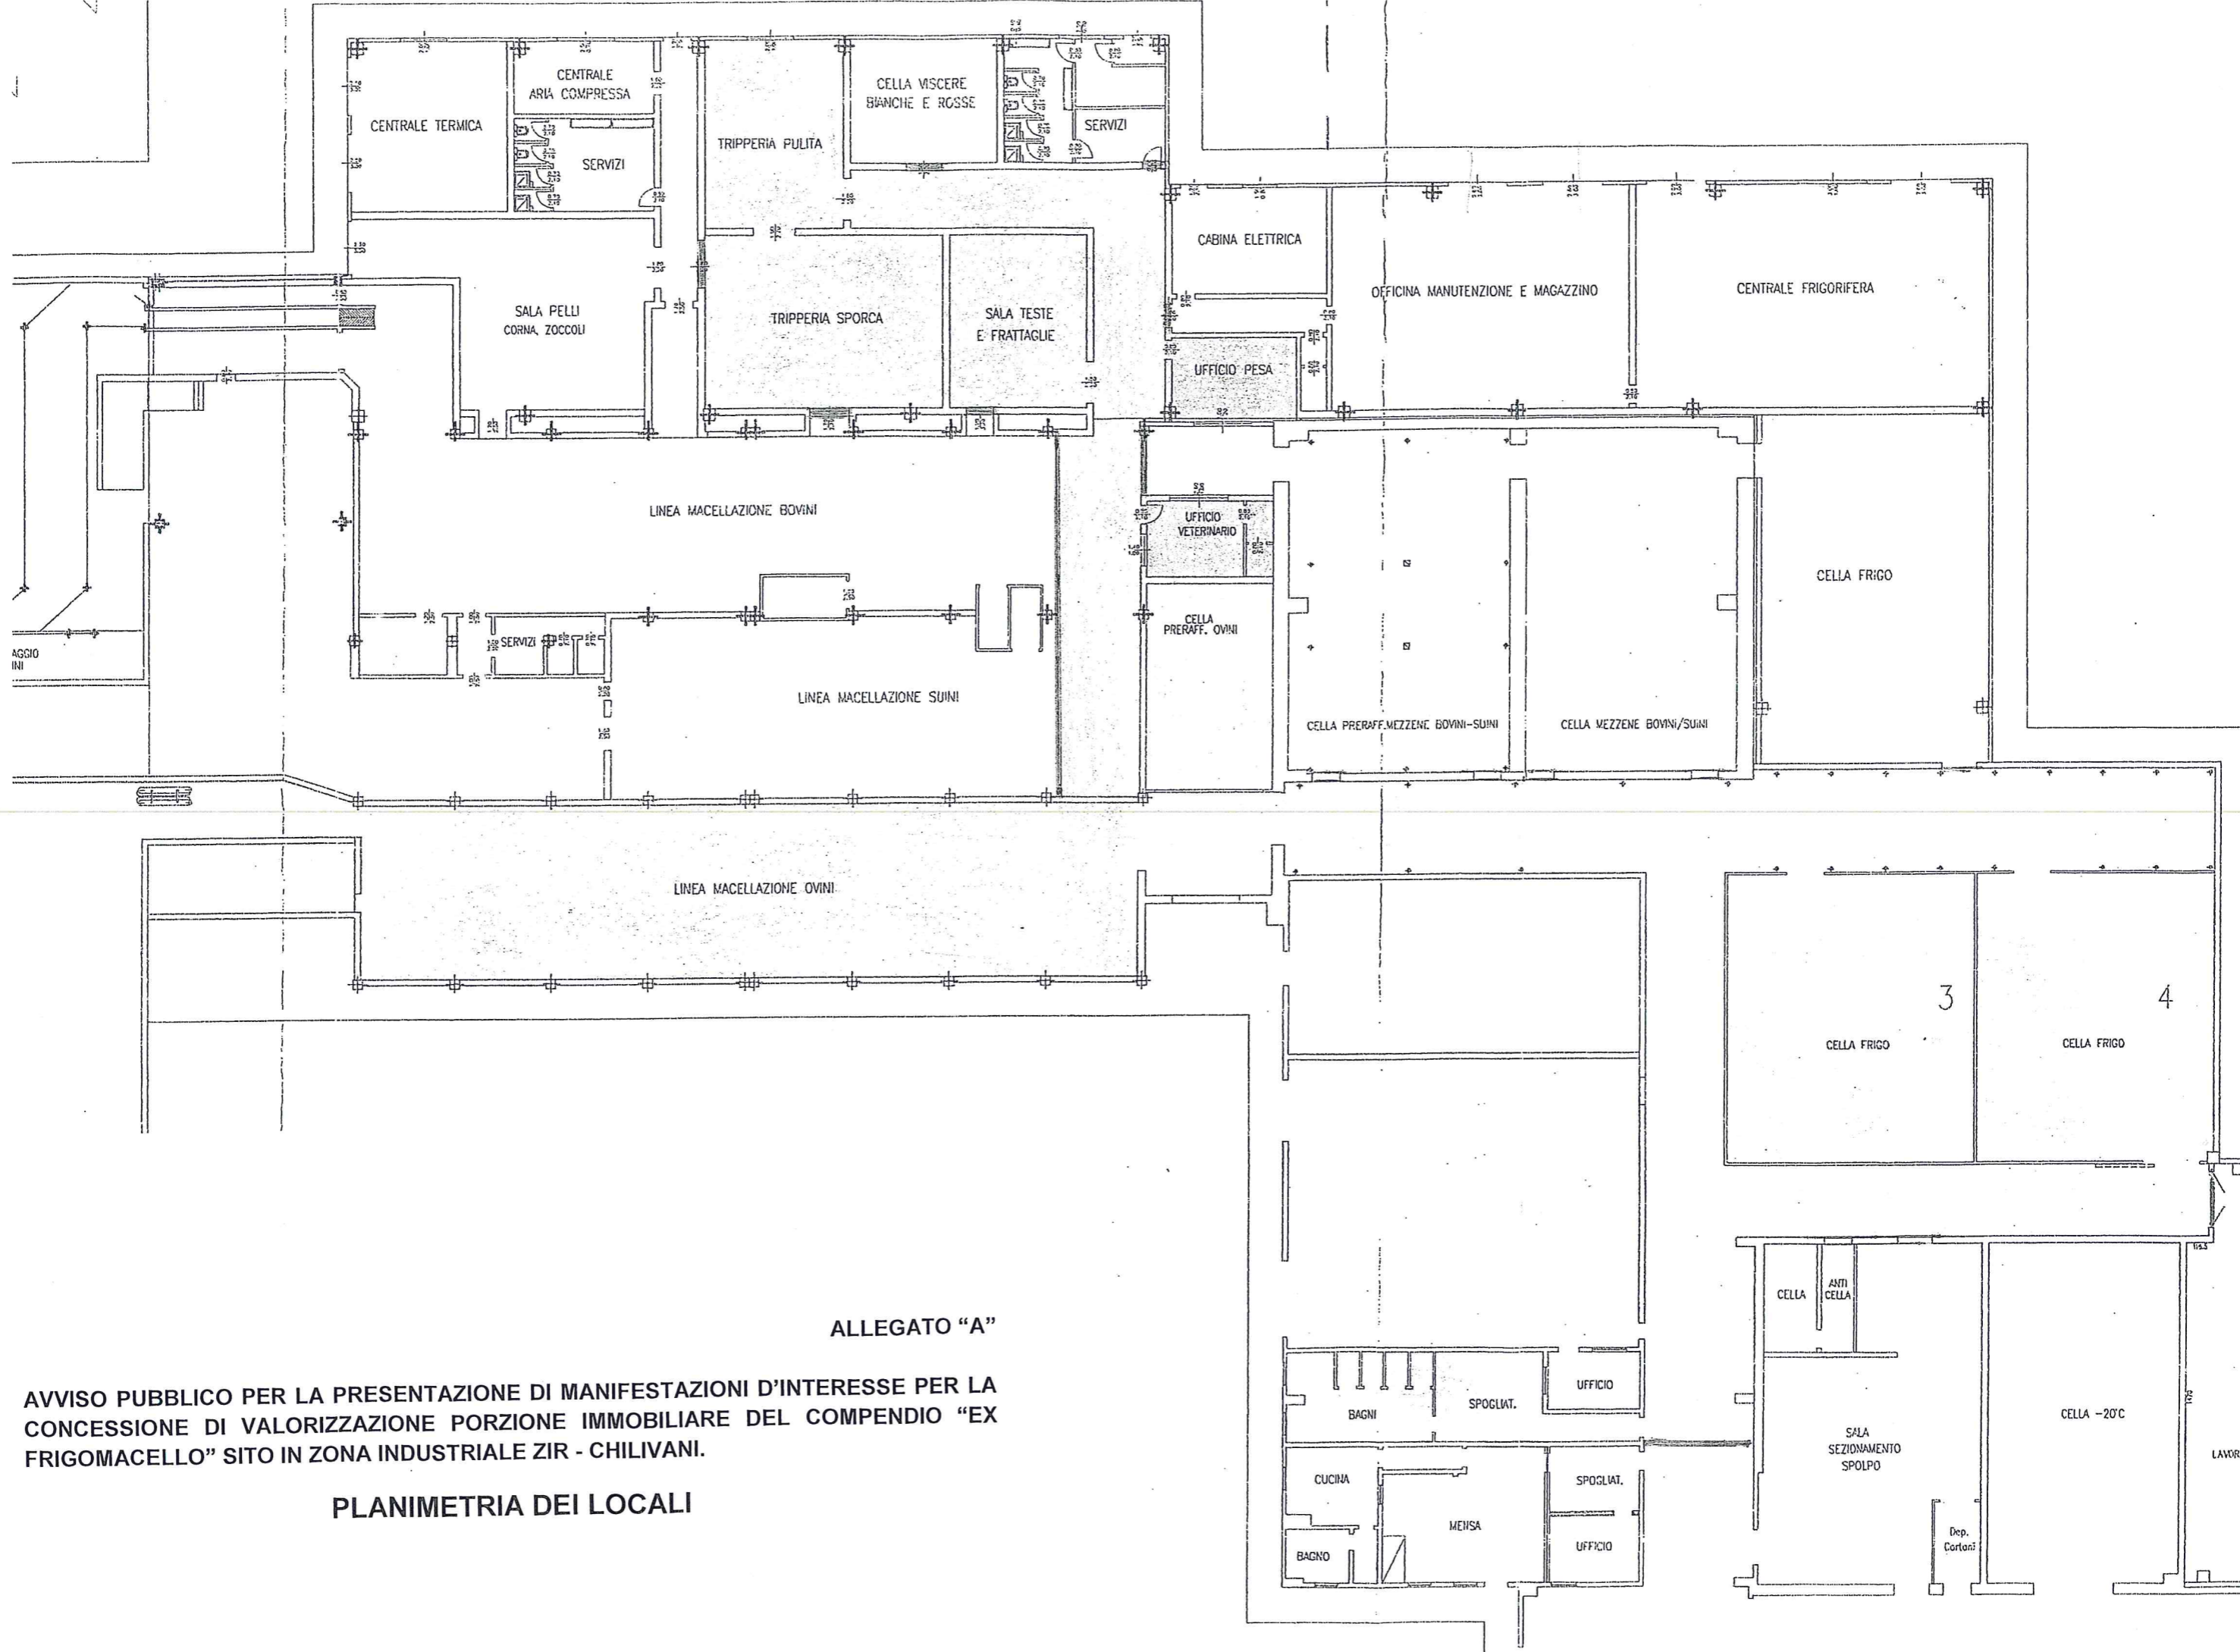 CENTRALE TERMICA
CENTRALE
ARIA COMPRESSA
SERVIZI
TRIPPERIA PULITA
CELLA VISCERE
BIANCHE E ROSSE
SERVIZI
CABINA ELETTRICA
OFFICINA MANUTENZIONE E MAGAZZINO
CENTRALE FRIGORIFERA
SALA PELLI
CORNA, ZOCCOLI
TRIPPERIA SPORCA
SALA TESTE
E FRATTAGLIE
UFFICIO PESA
LINEA MACELLAZIONE BOVINI
UFFICIO
VETERINARIO
CELLA FRIGO
AGGIO
INI
SERVIZI
CELLA
PRERAFF. OVINI
LINEA MACELLAZIONE SUINI
CELLA PRERAFF.MEZZENE BOVINI-SUINI
CELLA MEZZENE BOVINI/SUINI
LINEA MACELLAZIONE OVINI
3
4
CELLA FRIGO
CELLA FRIGO
CELLA
ANTI
CELLA
UFFICIO
BAGNI
SPOGLIAT.
CELLA -20°C
SALA
SEZIONAMENTO
SPOLPO
LAVOR
CUCINA
SPOGLIAT.
MENSA
BAGNO
UFFICIO
Dep.
Cartoni
ALLEGATO “A”
AVVISO PUBBLICO PER LA PRESENTAZIONE DI MANIFESTAZIONI D’INTERESSE PER LA
CONCESSIONE DI VALORIZZAZIONE PORZIONE IMMOBILIARE DEL COMPENDIO “EX
FRIGOMACELLO” SITO IN ZONA INDUSTRIALE ZIR - CHILIVANI.
PLANIMETRIA DEI LOCALI